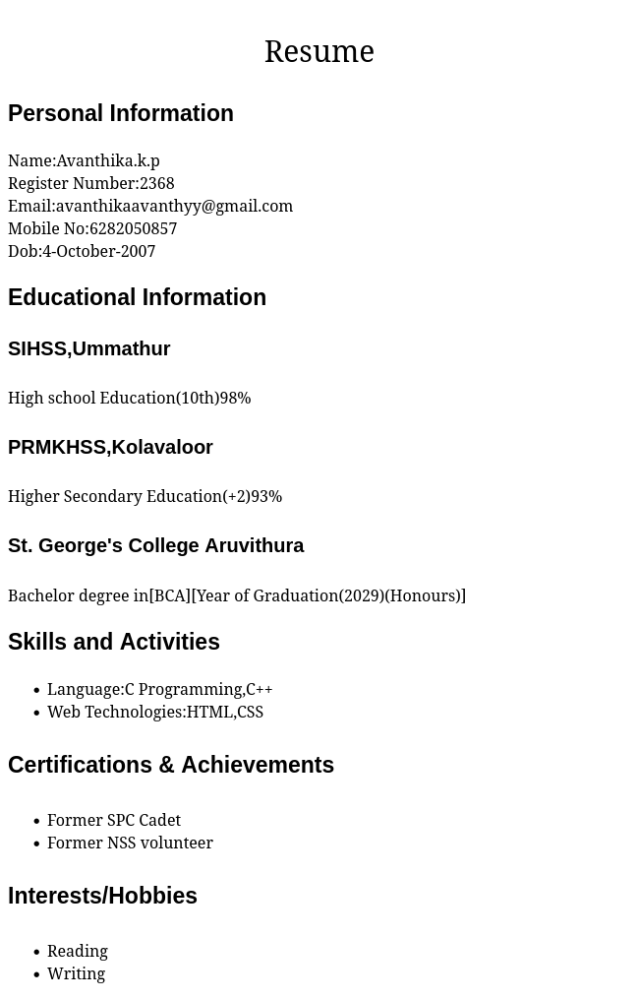 Resume
Personal Information
Name:Avanthika.k.p
Register Number:2368
Email:avanthikaavanthyy@gmail.com
Mobile No:6282050857
Dob:4-October-2007
Educational Information
SIHSS,Ummathur
High school Education(10th)98%
PRMKHSS,Kolavaloor
Higher Secondary Education(+2)93%
St. George's College Aruvithura
Bachelor degree in[BCA][Year of Graduation(2029)(Honours)]
Skills and Activities
• Language:C Programming,C++
• Web Technologies:HTML,CSS
Certifications & Achievements
• Former SPC Cadet
• Former NSS volunteer
Interests/Hobbies
• Reading
• Writing